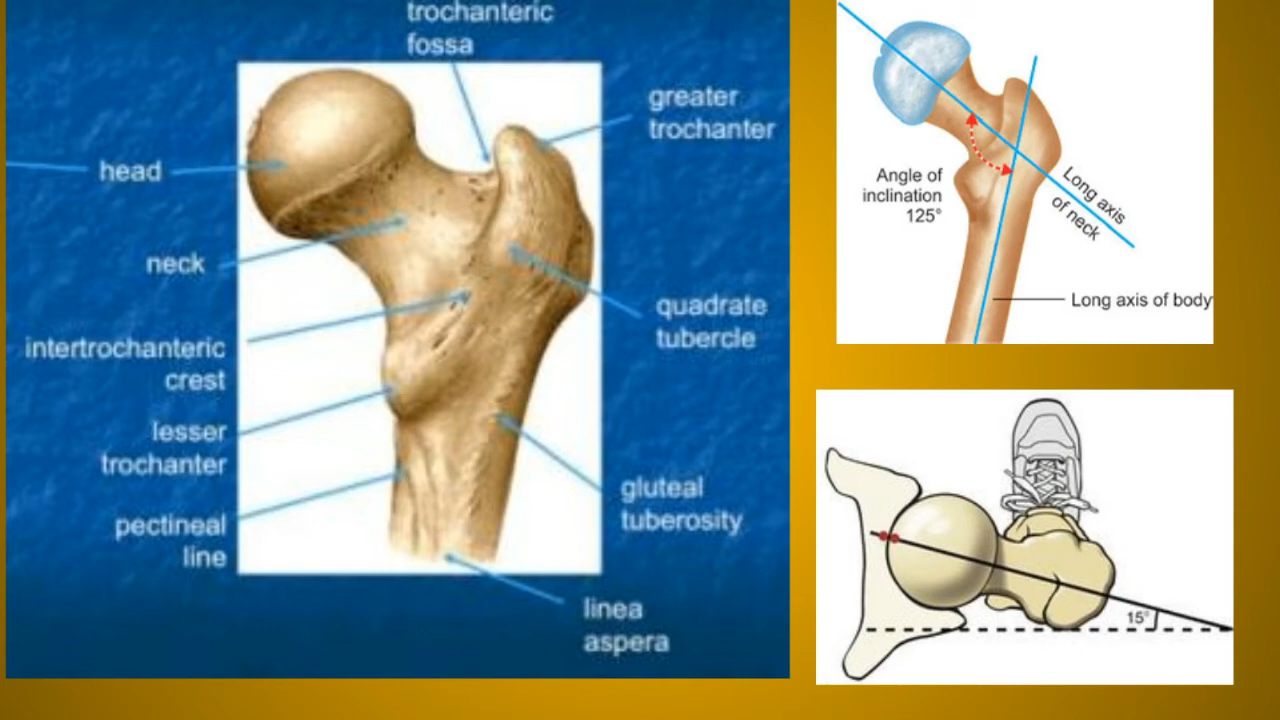 trochanteric
fossa
greater
trochanter
head
neck
quadrate
tubercle
intertrochanteric
crest
lesser
trochanter
gluteal
tuberosity
pectineal
line
linea
aspera
Angle of
inclination
125°
Long axis
of neck
Long axis of body
15°